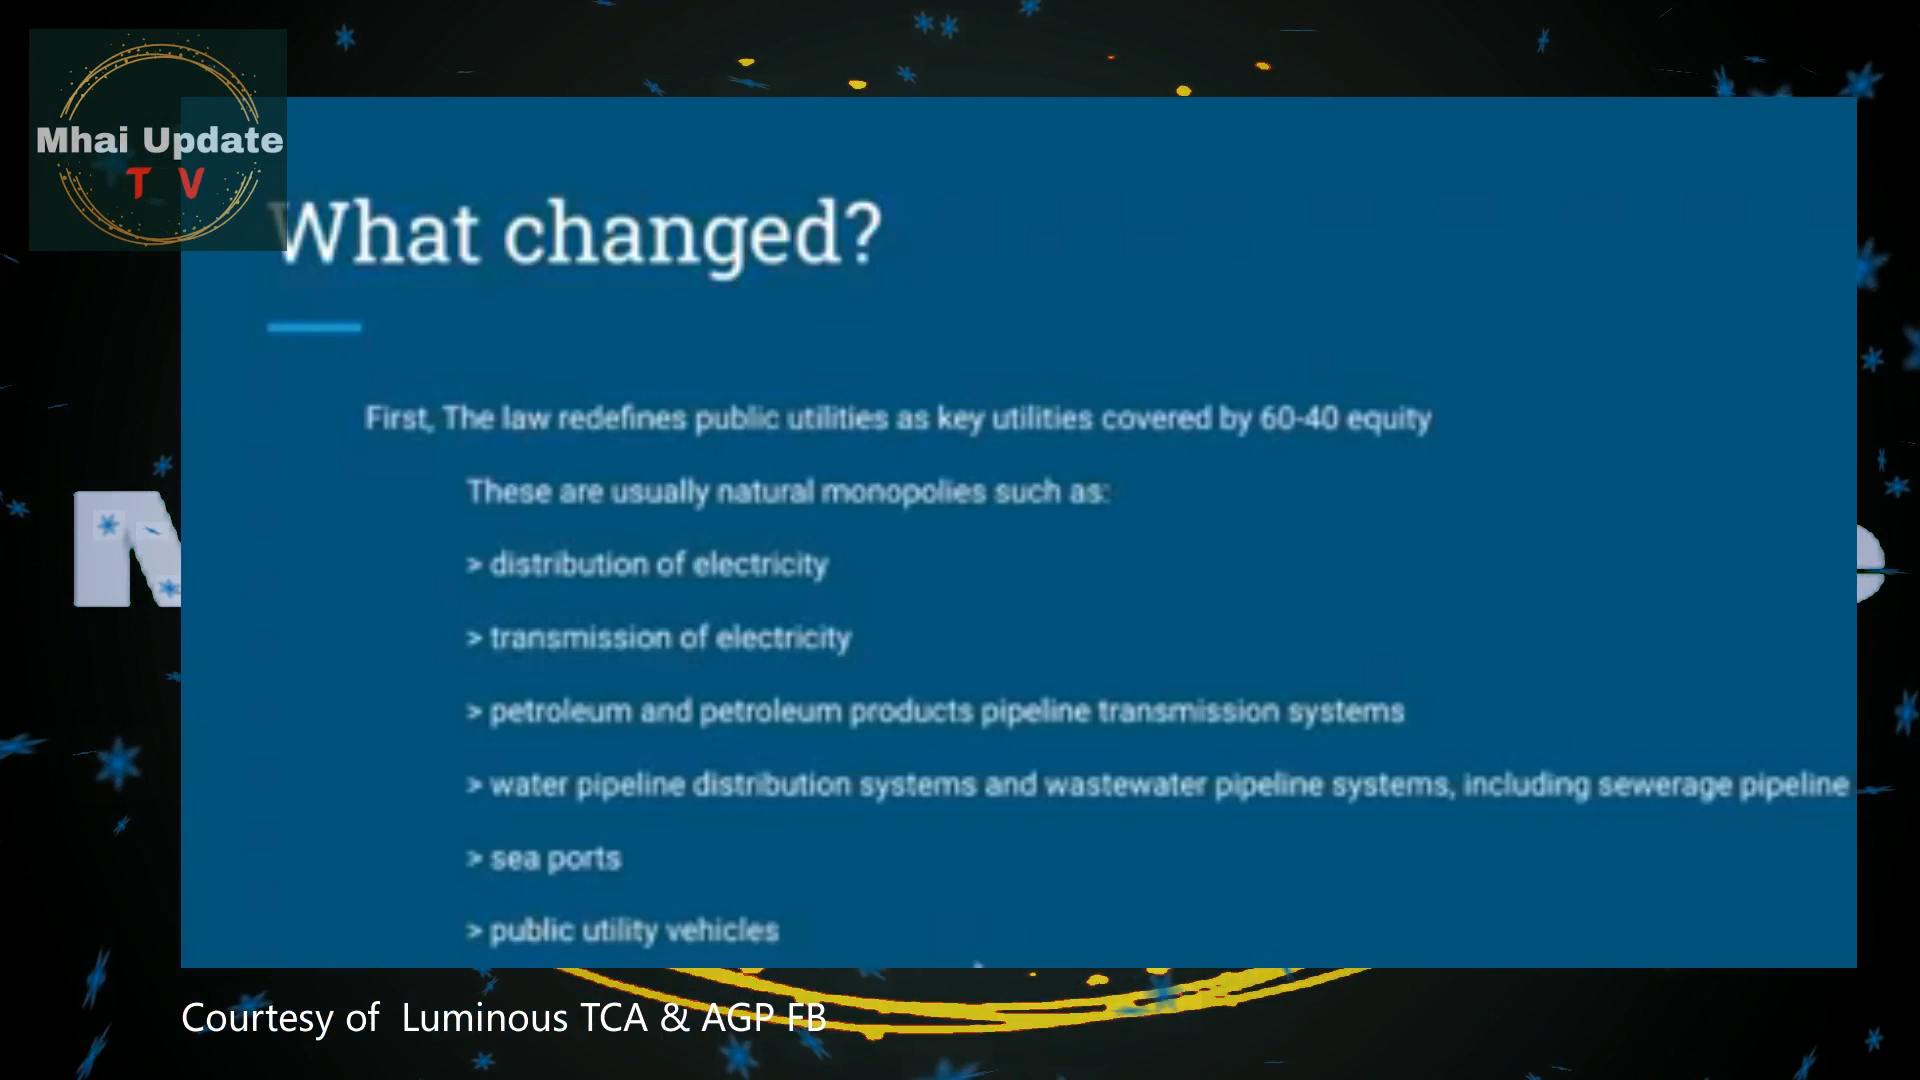 Mhai Update
T V
What changed?
First, The law redefines public utilities as key utilities covered by 60-40 equity
These are usually natural monopolies such as:
> distribution of electricity
> transmission of electricity
> petroleum and petroleum products pipeline transmission systems
> water pipeline distribution systems and wastewater pipeline systems, including sewerage pipeline
> sea ports
> public utility vehicles
Courtesy of Luminous TCA & AGP FB